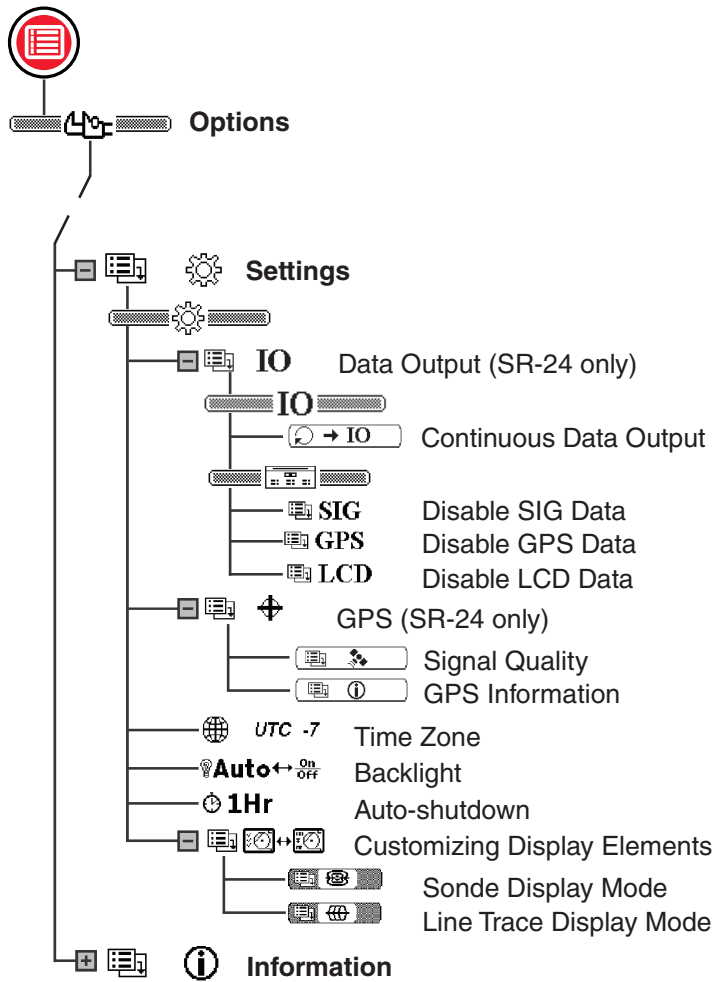 Options
Settings
IO Data Output (SR-24 only)
IO
→ IO Continuous Data Output
SIG Disable SIG Data
GPS Disable GPS Data
LCD Disable LCD Data
GPS (SR-24 only)
Signal Quality
GPS Information
UTC -7 Time Zone
Auto↔On/Off Backlight
1Hr Auto-shutdown
Customizing Display Elements
Sonde Display Mode
Line Trace Display Mode
Information